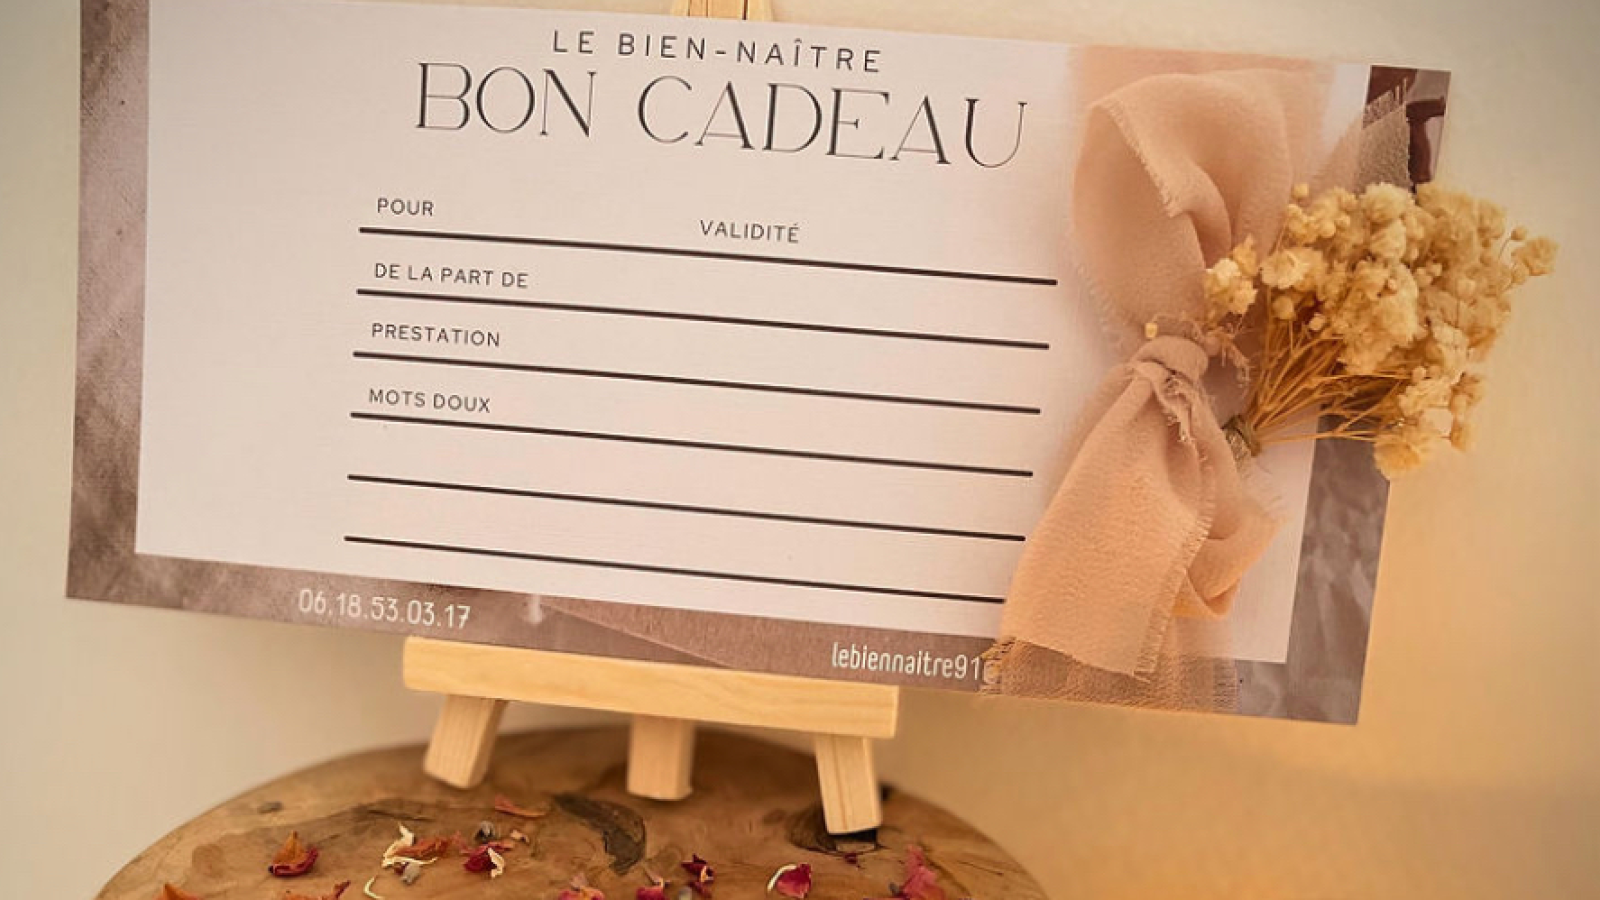 LE BIEN-NAÎTRE
BON CADEAU
POUR VALIDITÉ
DE LA PART DE
PRESTATION
MOTS DOUX
06.18.53.03.17
lebiennaitre91